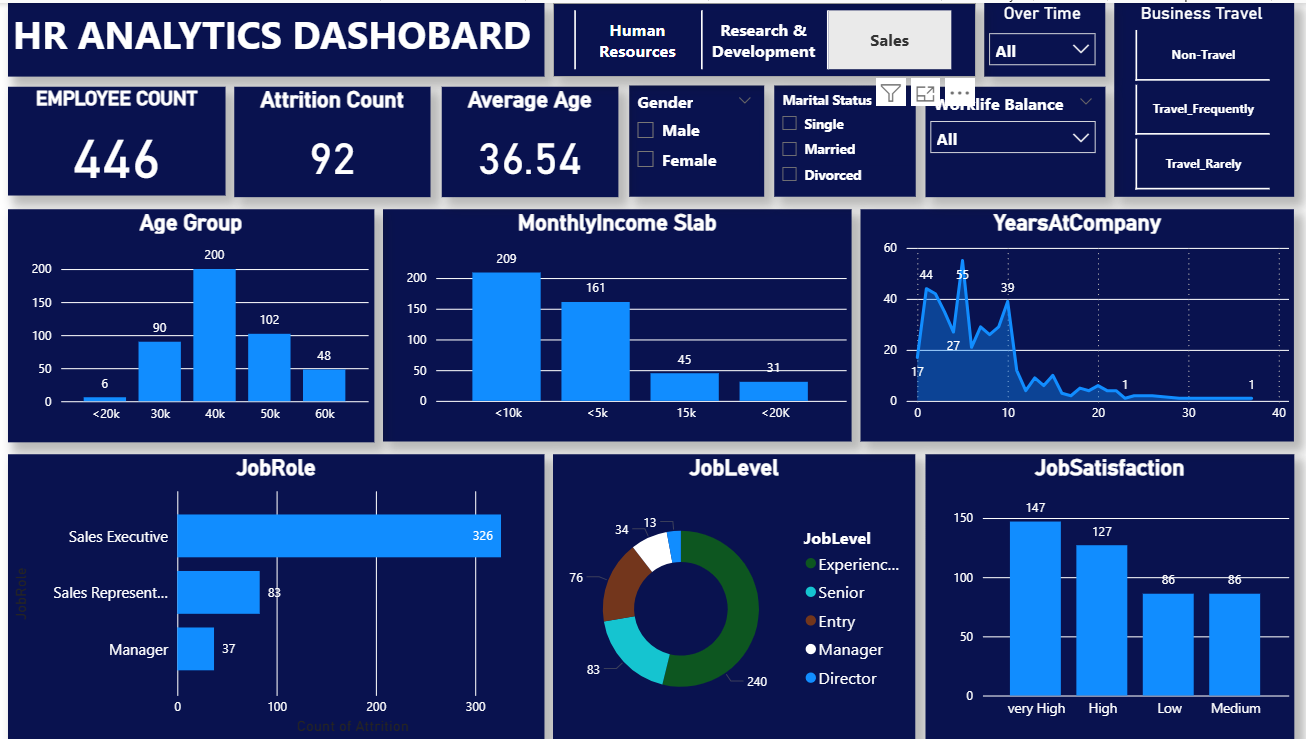 HR ANALYTICS DASHOBARD
Human
Resources
Research &
Development
Sales
Over Time
All
Business Travel
Non-Travel
Travel_Frequently
Travel_Rarely
EMPLOYEE COUNT
446
Attrition Count
92
Average Age
36.54
Gender
Male
Female
Marital Status
Single
Married
Divorced
Worklife Balance
All
Age Group
200
150
100
50
0
6
90
200
102
48
<20k
30k
40k
50k
60k
MonthlyIncome Slab
200
150
100
50
0
209
161
45
31
<10k
<5k
15k
<20K
YearsAtCompany
60
40
20
0
17
44
27
55
39
1
1
0
10
20
30
40
JobRole
JobRole
Sales Executive
326
Sales Represent...
83
Manager
37
0
100
200
300
Count of Attrition
JobLevel
13
34
76
83
240
JobLevel
Experienc...
Senior
Entry
Manager
Director
JobSatisfaction
150
100
50
0
147
127
86
86
very High
High
Low
Medium